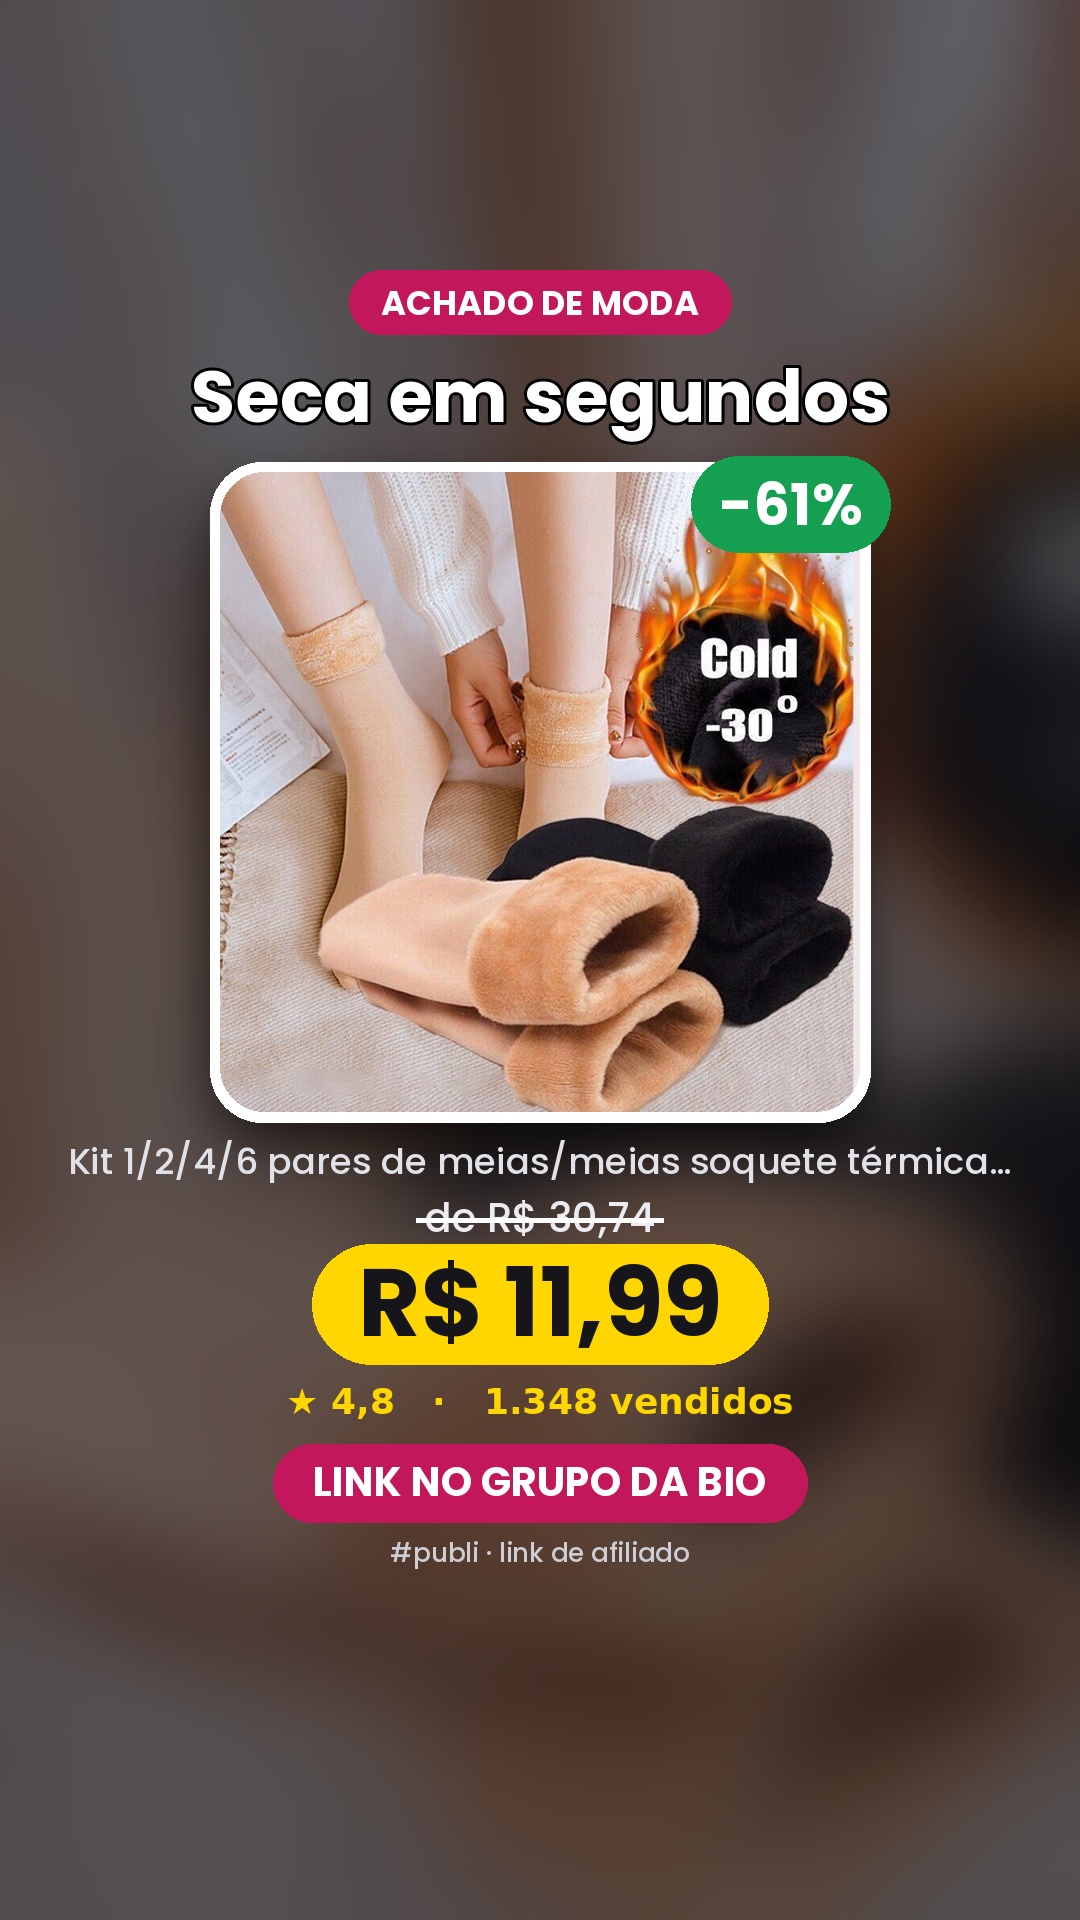 ACHADO DE MODA
Seca em segundos
-61%
Cold
-30°
Kit 1/2/4/6 pares de meias/meias soquete térmica...
de R$ 30,74
R$ 11,99
★ 4,8 · 1.348 vendidos
LINK NO GRUPO DA BIO
#publi · link de afiliado